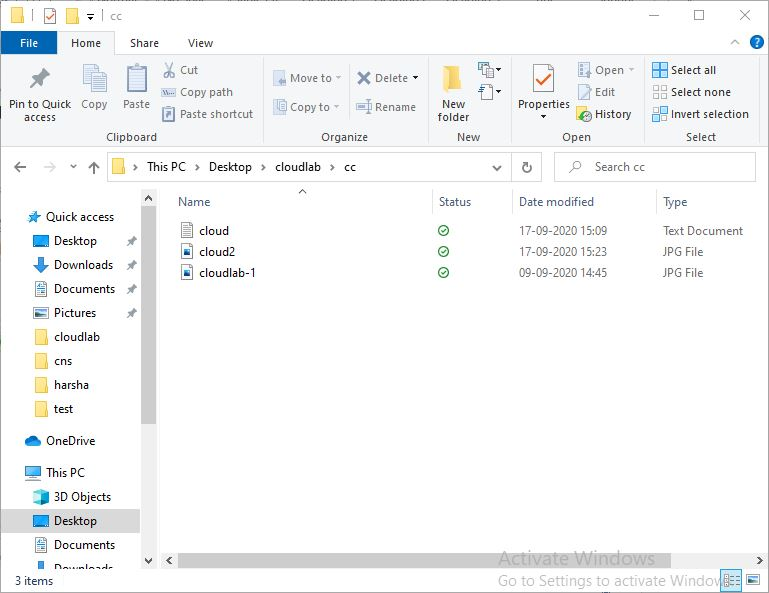 cc
File Home Share View
Pin to Quick access
Copy
Paste
Cut
Copy path
Paste shortcut
Clipboard
Move to
Copy to
Delete
Rename
Organize
New folder
New
Properties
Open
Edit
History
Open
Select all
Select none
Invert selection
Select
This PC > Desktop > cloudlab > cc
Search cc
Quick access
Desktop
Downloads
Documents
Pictures
cloudlab
cns
harsha
test
OneDrive
This PC
3D Objects
Desktop
Documents
Downloads
Name Status Date modified Type
cloud 17-09-2020 15:09 Text Document
cloud2 17-09-2020 15:23 JPG File
cloudlab-1 09-09-2020 14:45 JPG File
Activate Windows
Go to Settings to activate Windows
3 items